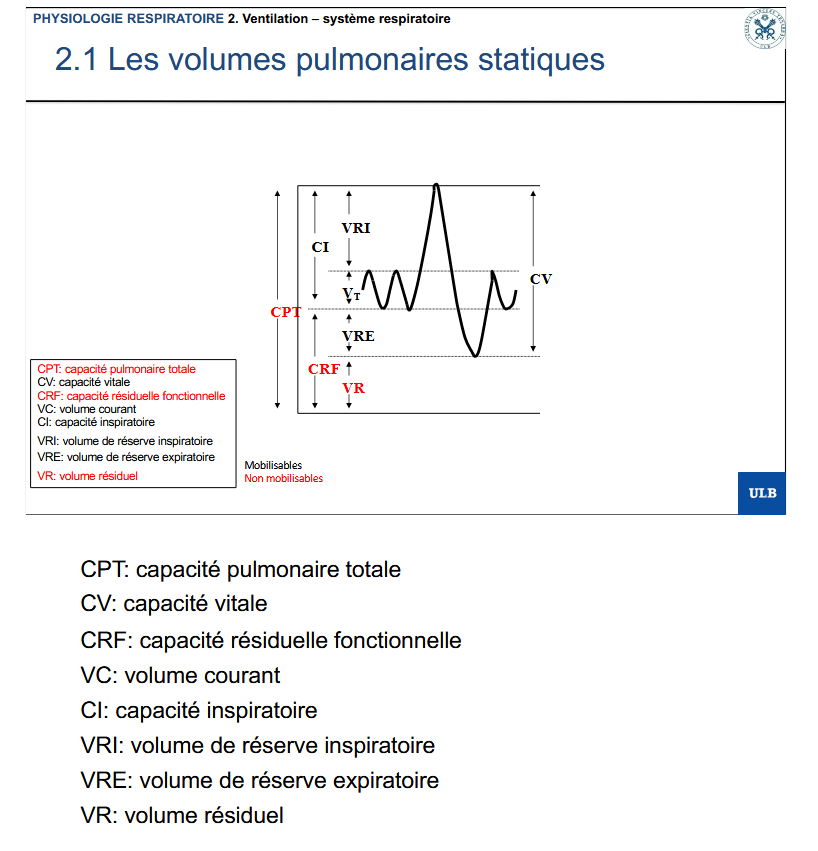 PHYSIOLOGIE RESPIRATOIRE 2. Ventilation – système respiratoire
2.1 Les volumes pulmonaires statiques
VRI
CI
CV
VT
CPT
VRE
CRF
VR
CPT: capacité pulmonaire totale
CV: capacité vitale
CRF: capacité résiduelle fonctionnelle
VC: volume courant
CI: capacité inspiratoire
VRI: volume de réserve inspiratoire
VRE: volume de réserve expiratoire
VR: volume résiduel
Mobilisables
Non mobilisables
ULB
CPT: capacité pulmonaire totale
CV: capacité vitale
CRF: capacité résiduelle fonctionnelle
VC: volume courant
CI: capacité inspiratoire
VRI: volume de réserve inspiratoire
VRE: volume de réserve expiratoire
VR: volume résiduel